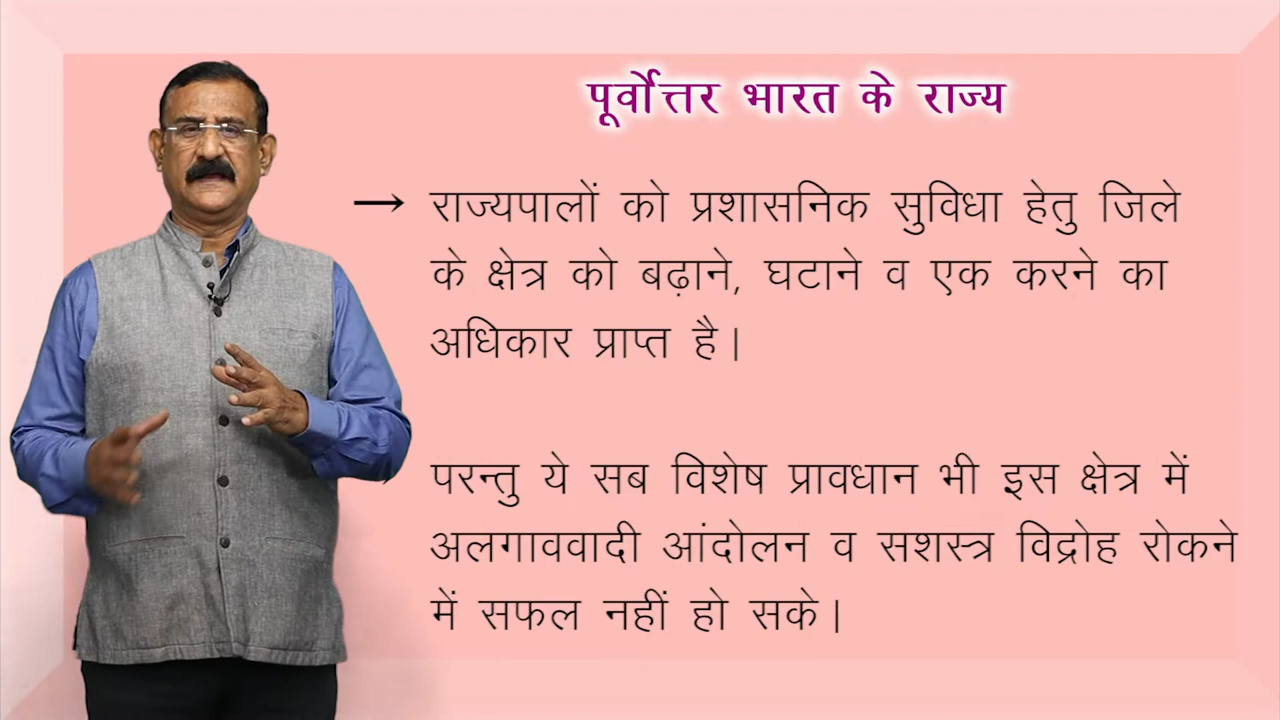 पूर्वोत्तर भारत के राज्य
→ राज्यपालों को प्रशासनिक सुविधा हेतु जिले
के क्षेत्र को बढ़ाने, घटाने व एक करने का
अधिकार प्राप्त है।
परन्तु ये सब विशेष प्रावधान भी इस क्षेत्र में
अलगाववादी आंदोलन व सशस्त्र विद्रोह रोकने
में सफल नहीं हो सके।